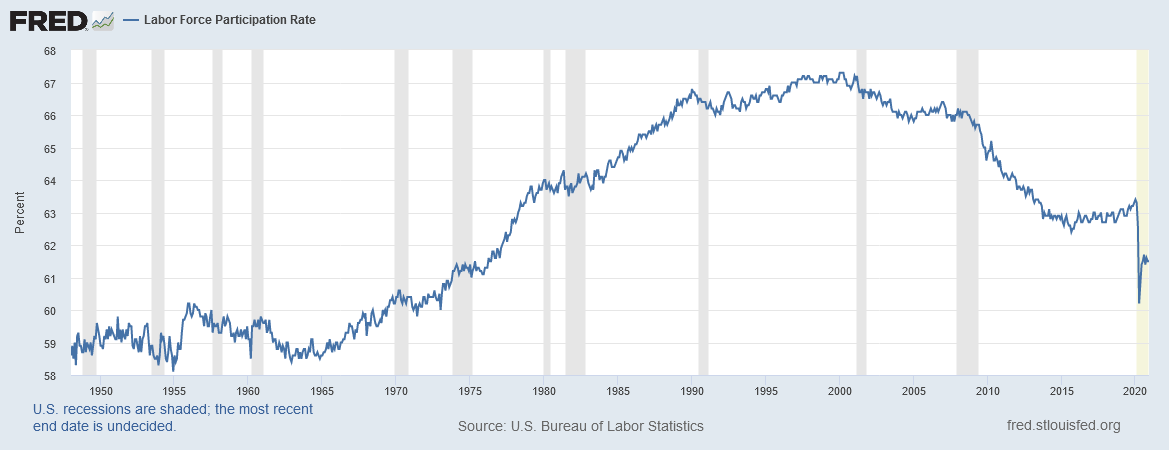 FRED
Labor Force Participation Rate
68
67
66
65
64
63
62
61
60
59
58
Percent
1950 1955 1960 1965 1970 1975 1980 1985 1990 1995 2000 2005 2010 2015 2020
U.S. recessions are shaded; the most recent
end date is undecided.
Source: U.S. Bureau of Labor Statistics
fred.stlouisfed.org